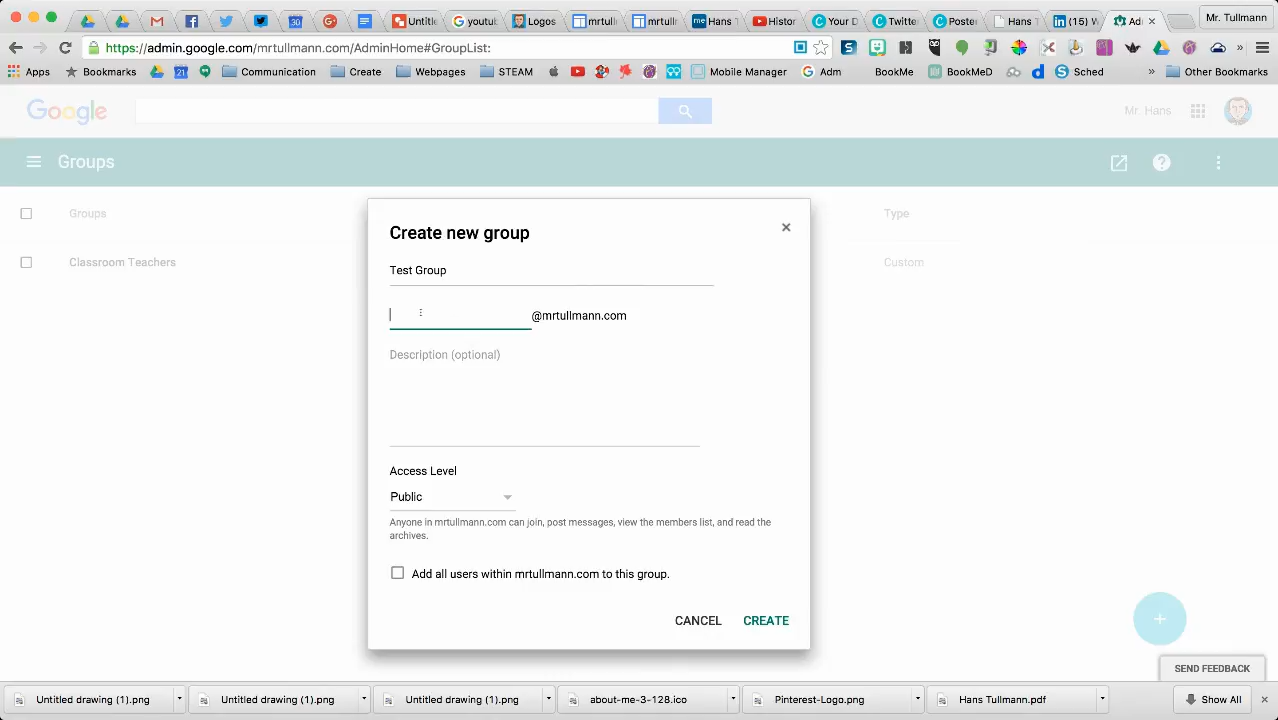 Untitle
youtul
Logos
mrtull
mrtull
Hans
Histor
Your D
Twitte
Poste
Hans T
(15) V
Ad
Mr. Tullmann
https://admin.google.com/mrtullmann.com/AdminHome#GroupList:
Apps
Bookmarks
Communication
Create
Webpages
STEAM
Mobile Manager
Adm
BookMe
BookMeD
Sched
Other Bookmarks
Google
Mr. Hans
Groups
Groups
Type
Classroom Teachers
Custom
Create new group
Test Group
@mrtullmann.com
Description (optional)
Access Level
Public
Anyone in mrtullmann.com can join, post messages, view the members list, and read the
archives.
Add all users within mrtullmann.com to this group.
CANCEL
CREATE
SEND FEEDBACK
Untitled drawing (1).png
Untitled drawing (1).png
Untitled drawing (1).png
about-me-3-128.ico
Pinterest-Logo.png
Hans Tullmann.pdf
Show All